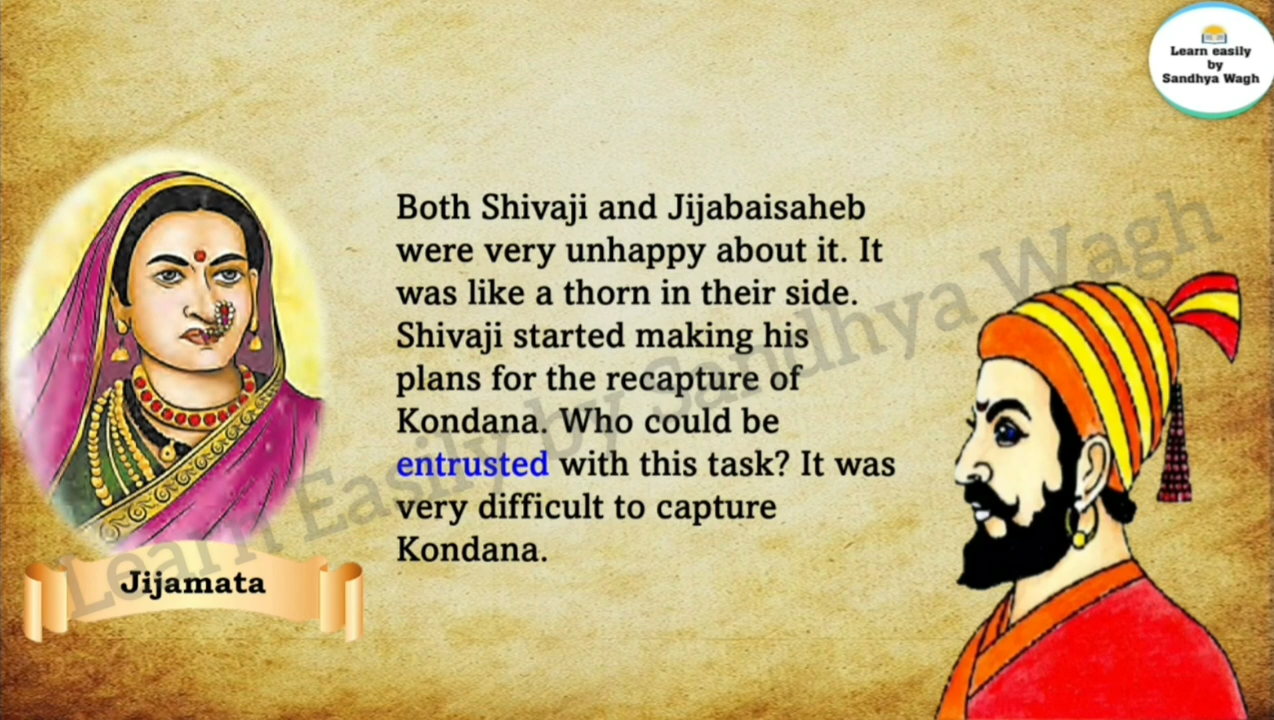 Learn easily
by
Sandhya Wagh
Both Shivaji and Jijabaisaheb
were very unhappy about it. It
was like a thorn in their side.
Shivaji started making his
plans for the recapture of
Kondana. Who could be
entrusted with this task? It was
very difficult to capture
Kondana.
Jijamata
Learn Easily by Sandhya Wagh